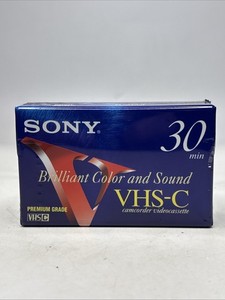 SONY
30
min
Brilliant Color and Sound
VHS-C
camcorder videocassette
PREMIUM GRADE
VHS C